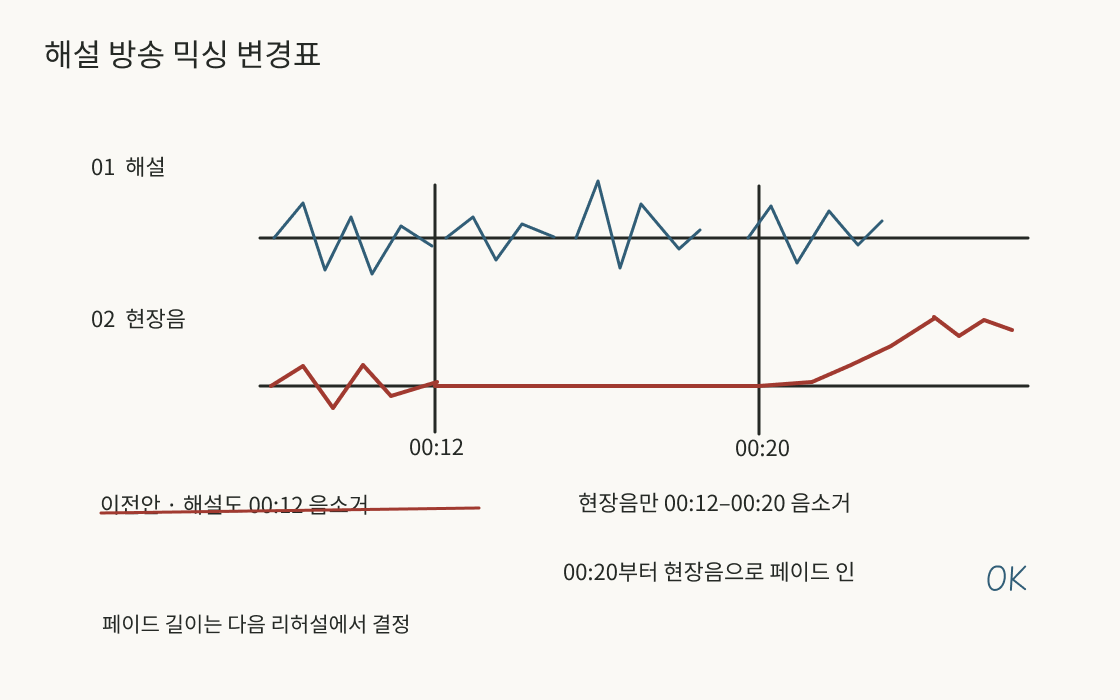 해설 방송 믹싱 변경표
01 해설
02 현장음
00:12
00:20
이전안 · 해설도 00:12 음소거
현장음만 00:12–00:20 음소거
00:20부터 현장음으로 페이드 인
OK
페이드 길이는 다음 리허설에서 결정